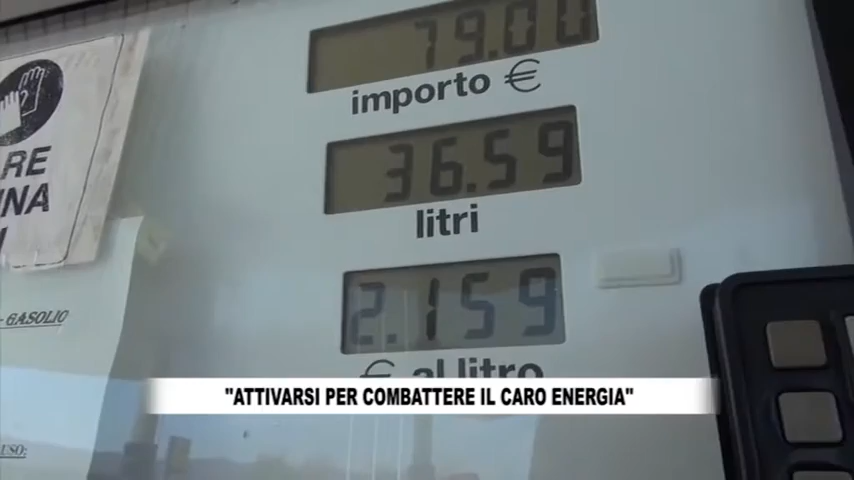 79.00
importo €
36.59
litri
2.159
€ al litro
"ATTIVARSI PER COMBATTERE IL CARO ENERGIA"
ARE
INA
- GASOLIO